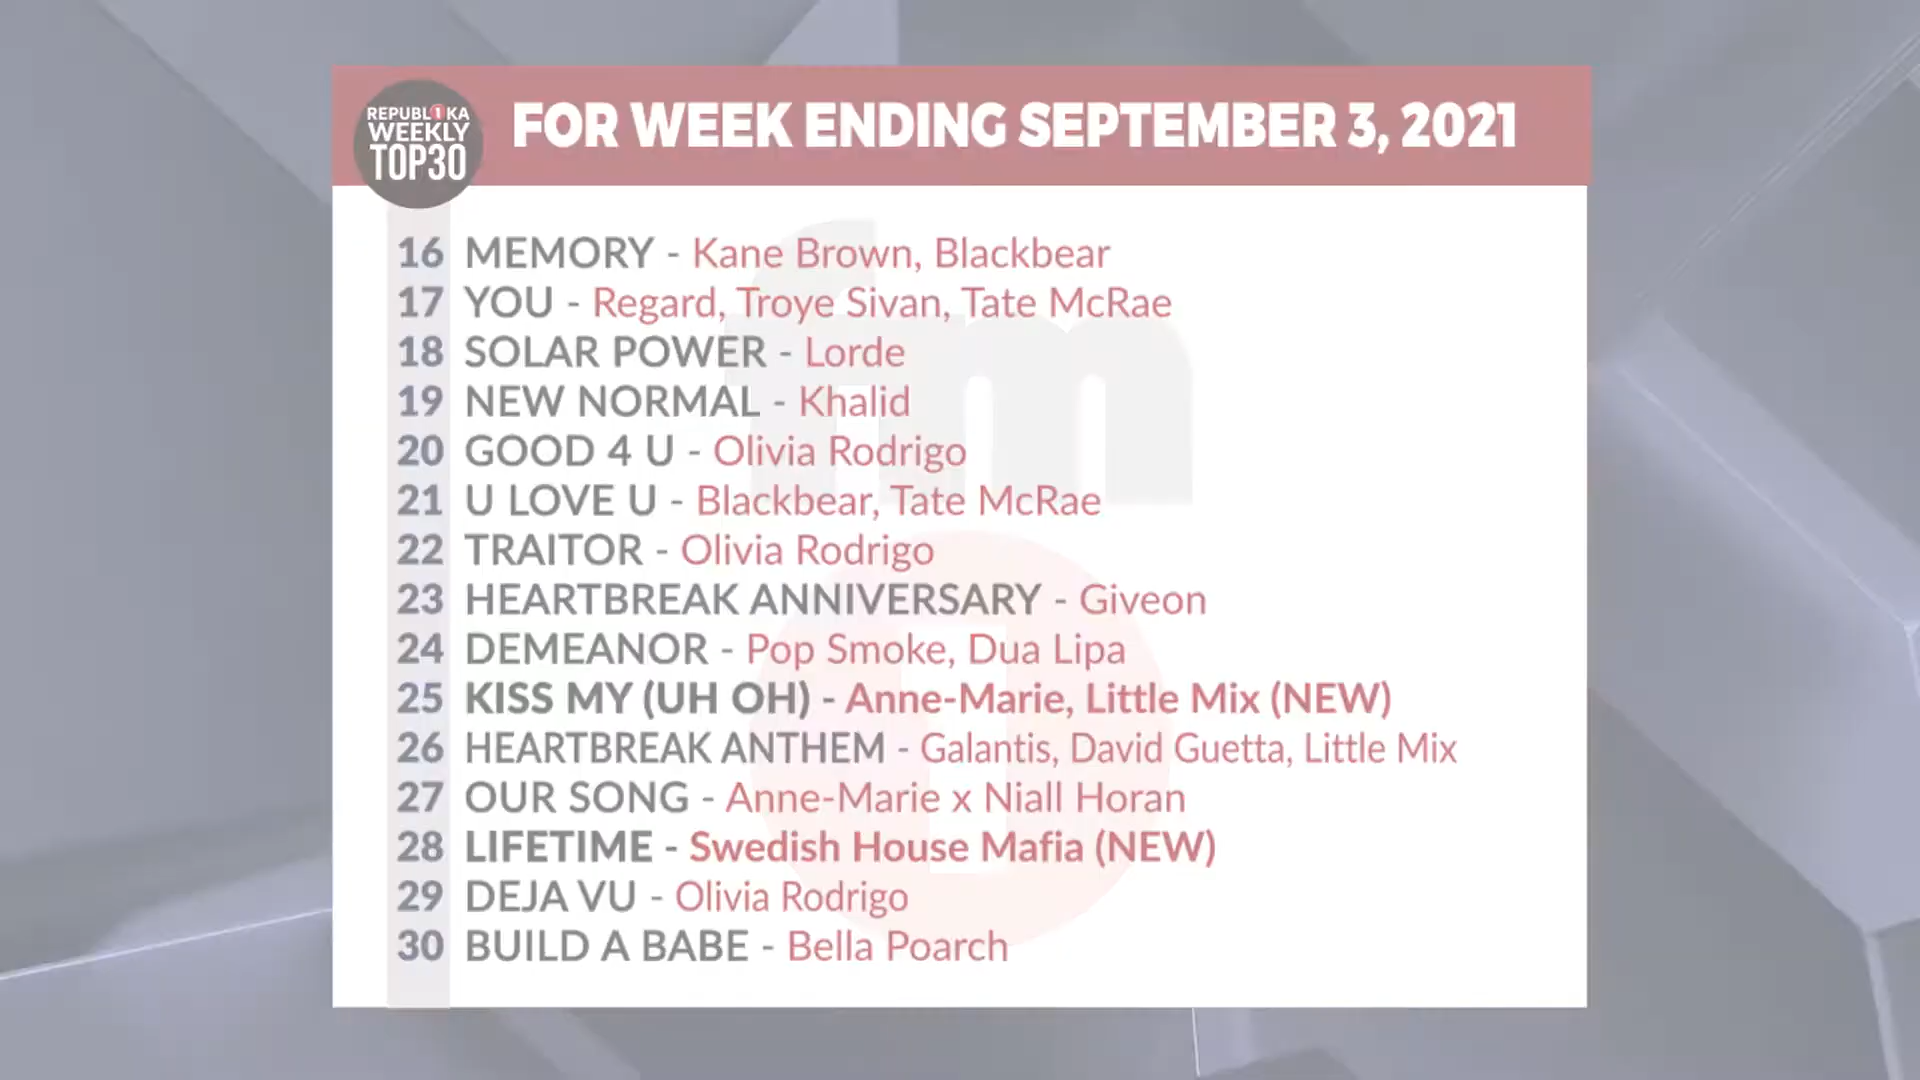 REPUBL1KA
WEEKLY
TOP30
FOR WEEK ENDING SEPTEMBER 3, 2021
16 MEMORY - Kane Brown, Blackbear
17 YOU - Regard, Troye Sivan, Tate McRae
18 SOLAR POWER - Lorde
19 NEW NORMAL - Khalid
20 GOOD 4 U - Olivia Rodrigo
21 U LOVE U - Blackbear, Tate McRae
22 TRAITOR - Olivia Rodrigo
23 HEARTBREAK ANNIVERSARY - Giveon
24 DEMEANOR - Pop Smoke, Dua Lipa
25 KISS MY (UH OH) - Anne-Marie, Little Mix (NEW)
26 HEARTBREAK ANTHEM - Galantis, David Guetta, Little Mix
27 OUR SONG - Anne-Marie x Niall Horan
28 LIFETIME - Swedish House Mafia (NEW)
29 DEJA VU - Olivia Rodrigo
30 BUILD A BABE - Bella Poarch
fm
1